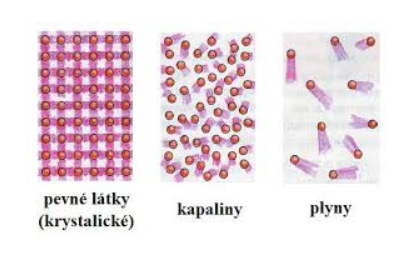 pevné látky
(krystalické)
kapaliny
plyny